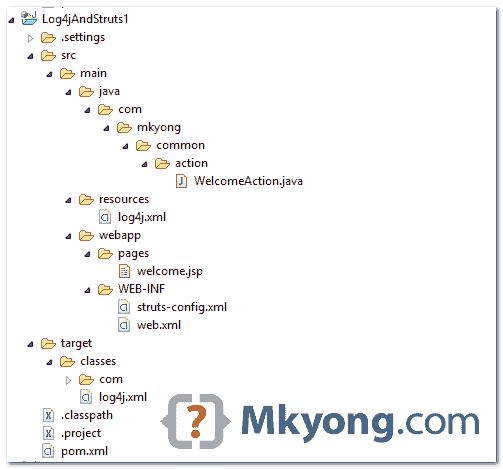 Log4jAndStruts1
.settings
src
main
java
com
mkyong
common
action
WelcomeAction.java
resources
log4j.xml
webapp
pages
welcome.jsp
WEB-INF
struts-config.xml
web.xml
target
classes
com
log4j.xml
.classpath
.project
pom.xml
Mkyong.com